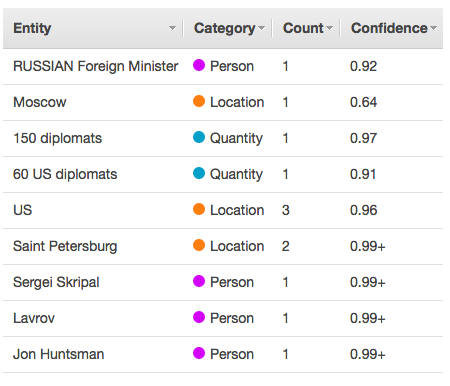 Entity Category Count Confidence
RUSSIAN Foreign Minister Person 1 0.92
Moscow Location 1 0.64
150 diplomats Quantity 1 0.97
60 US diplomats Quantity 1 0.91
US Location 3 0.96
Saint Petersburg Location 2 0.99+
Sergei Skripal Person 1 0.99+
Lavrov Person 1 0.99+
Jon Huntsman Person 1 0.99+